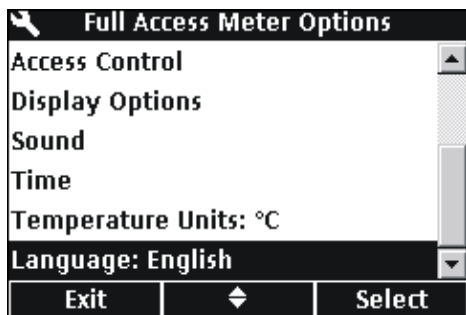 Full Access Meter Options
Access Control
Display Options
Sound
Time
Temperature Units: °C
Language: English
Exit Select